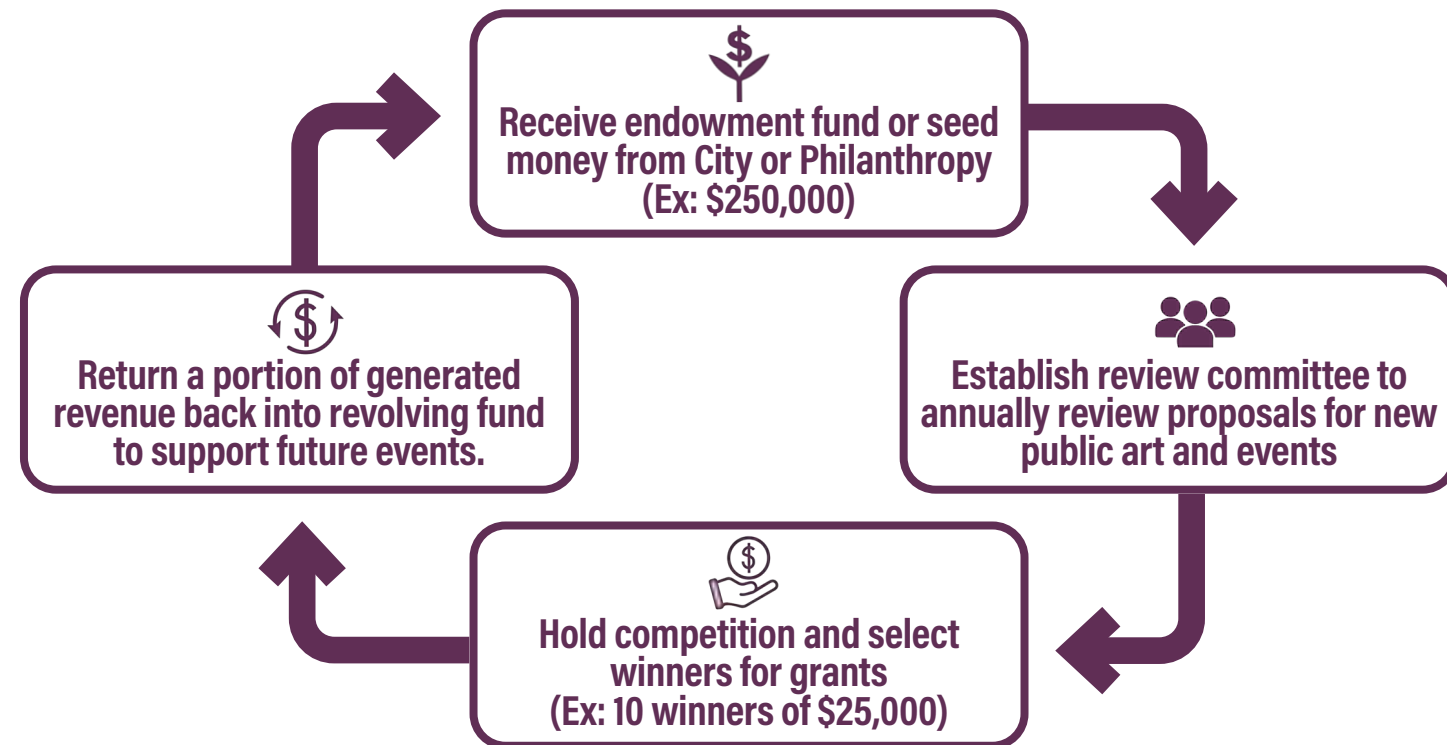 $
Receive endowment fund or seed
money from City or Philanthropy
(Ex: $250,000)
Establish review committee to
annually review proposals for new
public art and events
$
Hold competition and select
winners for grants
(Ex: 10 winners of $25,000)
$
Return a portion of generated
revenue back into revolving fund
to support future events.